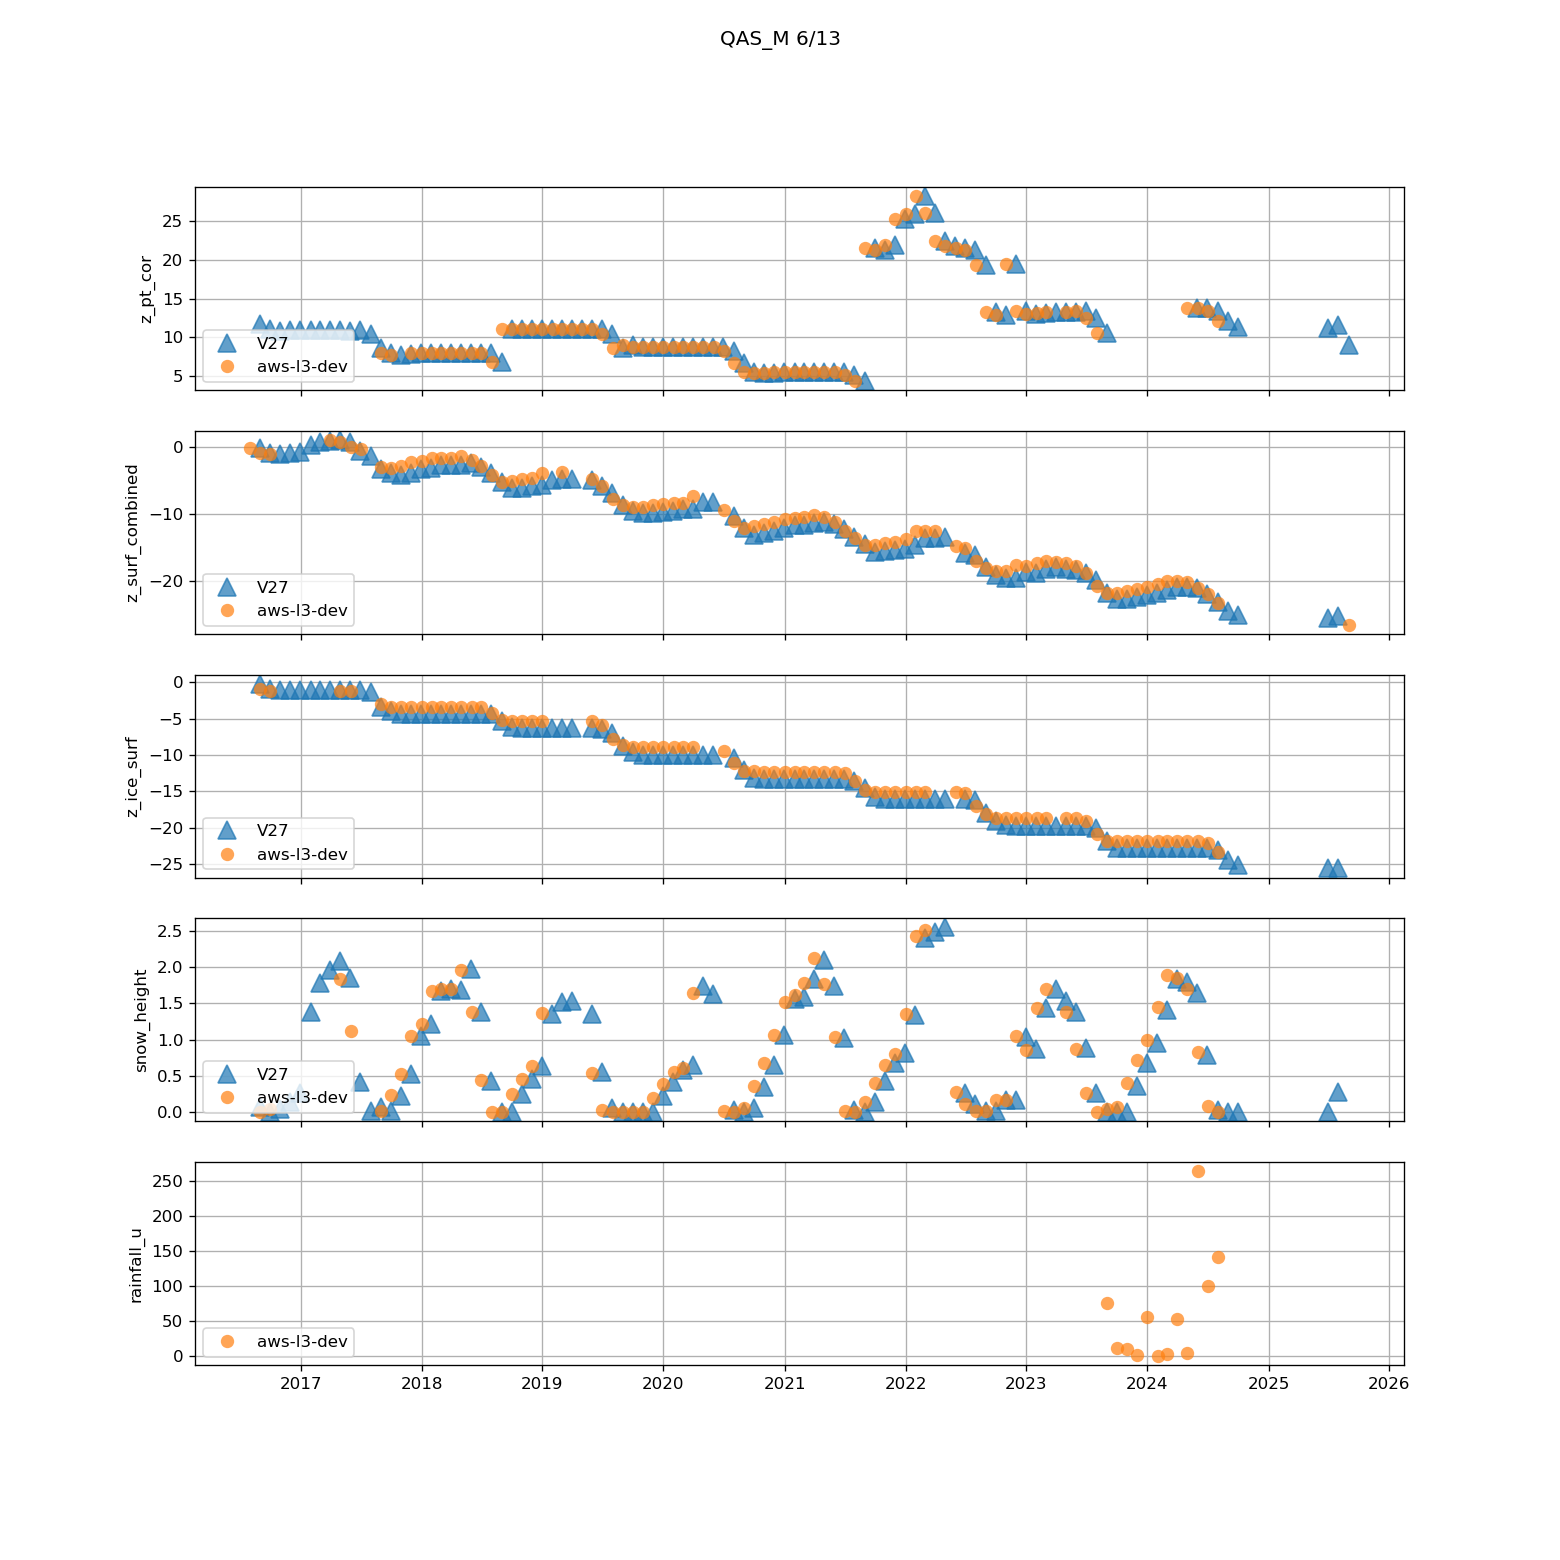 QAS_M 6/13
z_pt_cor
25
20
15
10
5
V27
aws-l3-dev
z_surf_combined
0
−10
−20
V27
aws-l3-dev
z_ice_surf
0
−5
−10
−15
−20
−25
V27
aws-l3-dev
snow_height
2.5
2.0
1.5
1.0
0.5
0.0
V27
aws-l3-dev
rainfall_u
250
200
150
100
50
0
aws-l3-dev
2017 2018 2019 2020 2021 2022 2023 2024 2025 2026